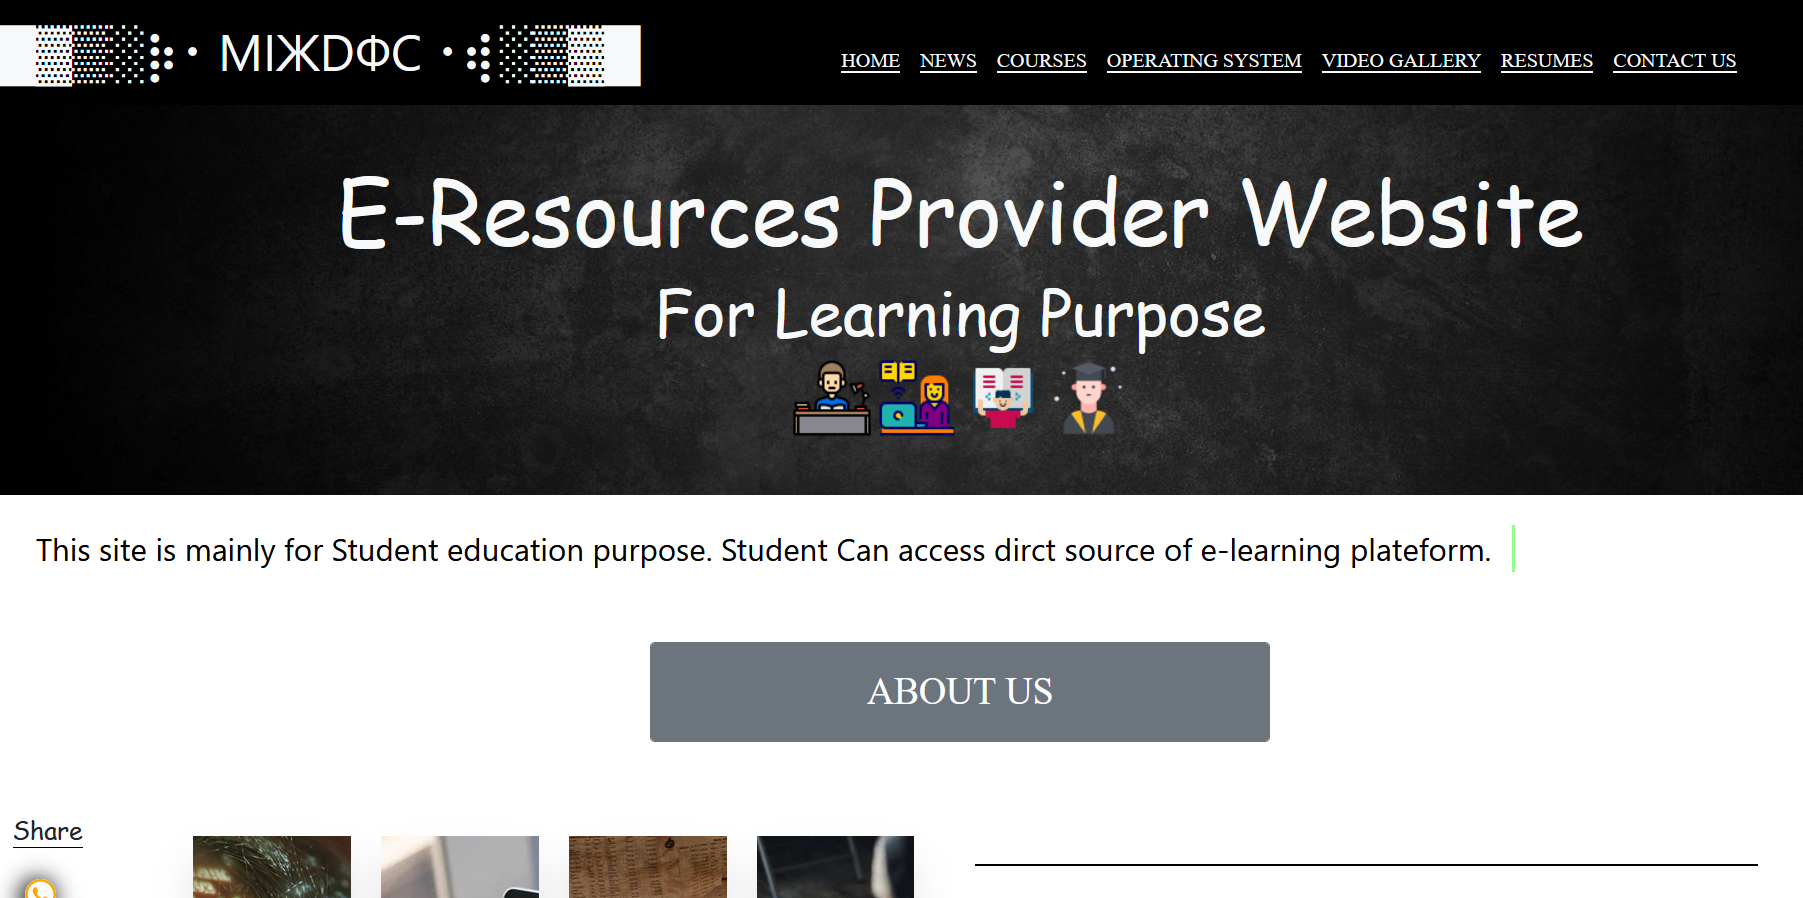 █▓▒░⡷⠂MIЖDФC⠐⢾░▒▓█
HOME NEWS COURSES OPERATING SYSTEM VIDEO GALLERY RESUMES CONTACT US
E-Resources Provider Website
For Learning Purpose
This site is mainly for Student education purpose. Student Can access dirct source of e-learning plateform.
ABOUT US
Share